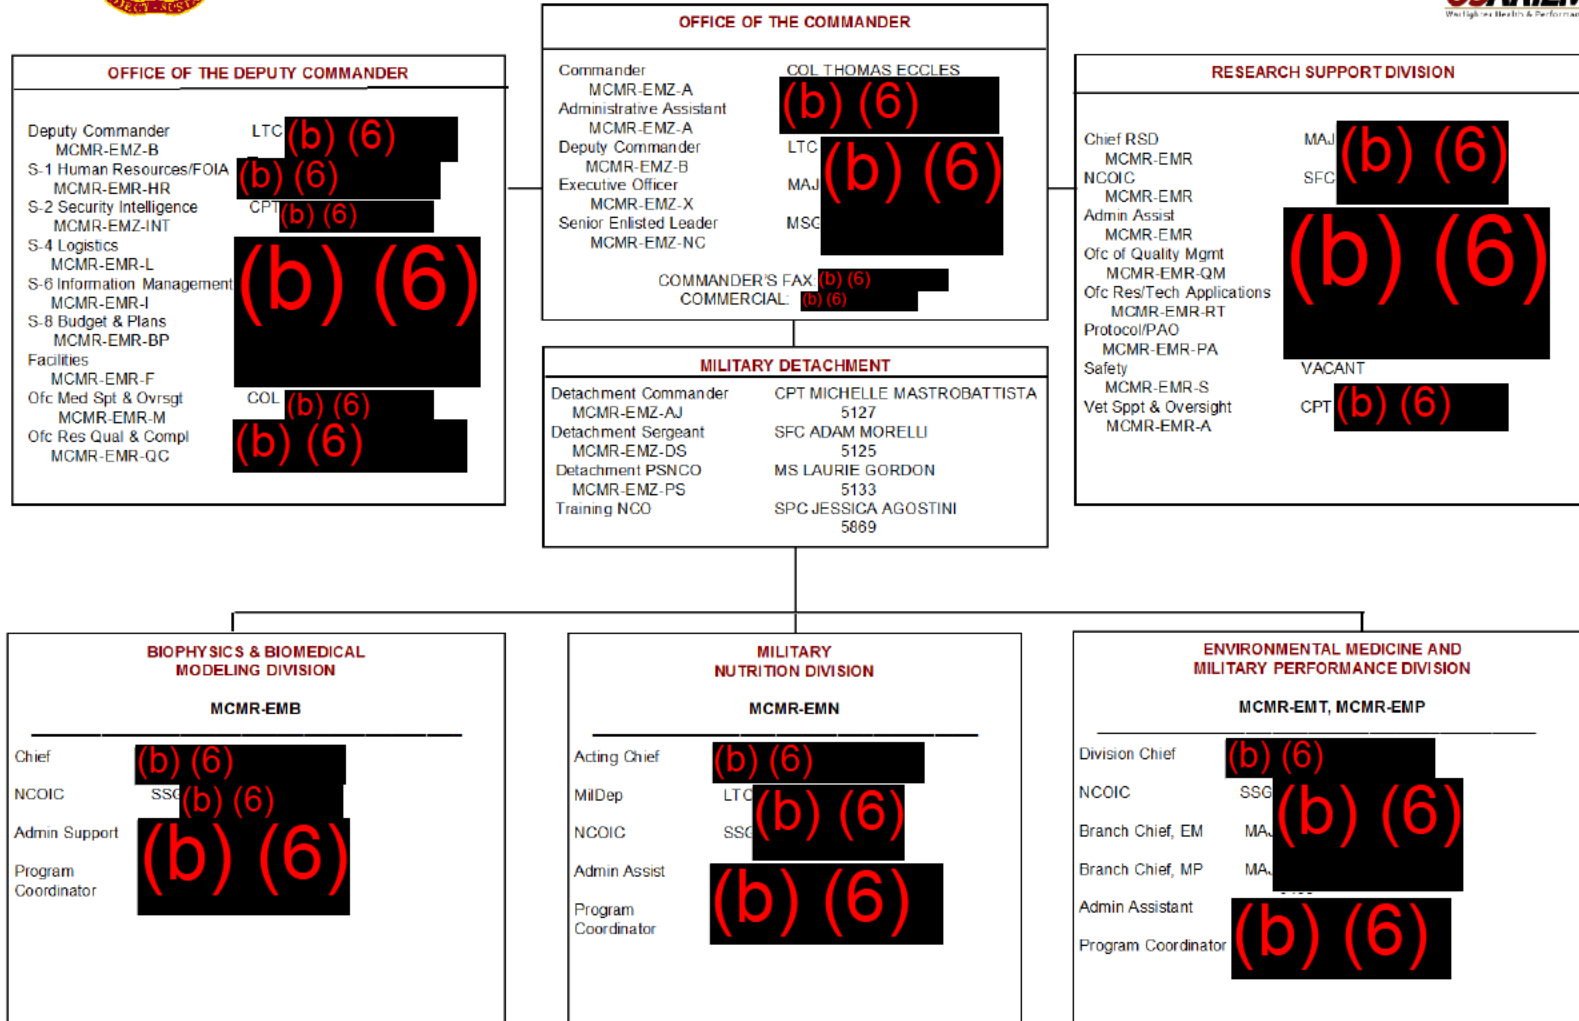 OFFICE OF THE COMMANDER
Commander COL THOMAS ECCLES
MCMR-EMZ-A (b) (6)
Administrative Assistant
MCMR-EMZ-A
Deputy Commander LTC (b) (6)
MCMR-EMZ-B
Executive Officer MAJ
MCMR-EMZ-X
Senior Enlisted Leader MSG
MCMR-EMZ-NC
COMMANDER'S FAX: (b) (6)
COMMERCIAL: (b) (6)
OFFICE OF THE DEPUTY COMMANDER
Deputy Commander LTC (b) (6)
MCMR-EMZ-B
S-1 Human Resources/FOIA (b) (6)
MCMR-EMR-HR
S-2 Security Intelligence CPT (b) (6)
MCMR-EMZ-INT
S-4 Logistics (b) (6)
MCMR-EMR-L
S-6 Information Management
MCMR-EMR-I
S-8 Budget & Plans
MCMR-EMR-BP
Facilities
MCMR-EMR-F
Ofc Med Spt & Ovrsgt COL (b) (6)
MCMR-EMR-M
Ofc Res Qual & Compl (b) (6)
MCMR-EMR-QC
RESEARCH SUPPORT DIVISION
Chief RSD MAJ (b) (6)
MCMR-EMR
NCOIC SFC
MCMR-EMR
Admin Assist (b) (6)
MCMR-EMR
Ofc of Quality Mgmt
MCMR-EMR-QM
Ofc Res/Tech Applications
MCMR-EMR-RT
Protocol/PAO
MCMR-EMR-PA
Safety VACANT
MCMR-EMR-S
Vet Sppt & Oversight CPT (b) (6)
MCMR-EMR-A
MILITARY DETACHMENT
Detachment Commander CPT MICHELLE MASTROBATTISTA
MCMR-EMZ-AJ 5127
Detachment Sergeant SFC ADAM MORELLI
MCMR-EMZ-DS 5125
Detachment PSNCO MS LAURIE GORDON
MCMR-EMZ-PS 5133
Training NCO SPC JESSICA AGOSTINI
5869
BIOPHYSICS & BIOMEDICAL
MODELING DIVISION
MCMR-EMB
Chief (b) (6)
NCOIC SSG (b) (6)
Admin Support (b) (6)
Program
Coordinator
MILITARY
NUTRITION DIVISION
MCMR-EMN
Acting Chief (b) (6)
MilDep LTC (b) (6)
NCOIC SSG
Admin Assist (b) (6)
Program
Coordinator
ENVIRONMENTAL MEDICINE AND
MILITARY PERFORMANCE DIVISION
MCMR-EMT, MCMR-EMP
Division Chief (b) (6)
NCOIC SSG (b) (6)
Branch Chief, EM MAJ
Branch Chief, MP MAJ
Admin Assistant (b) (6)
Program Coordinator